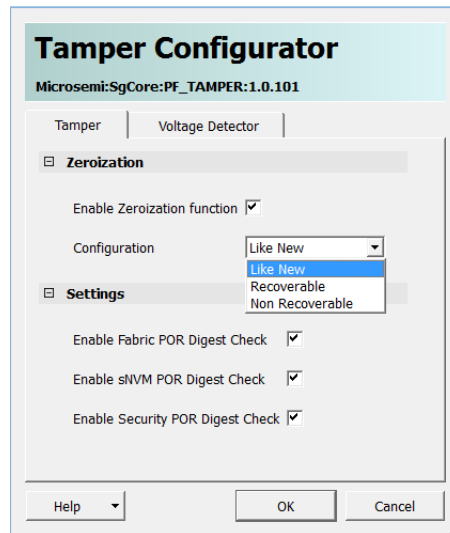 Tamper Configurator
Microsemi:SgCore:PF_TAMPER:1.0.101
Tamper Voltage Detector
Zeroization
Enable Zeroization function
Configuration Like New
Like New
Recoverable
Non Recoverable
Settings
Enable Fabric POR Digest Check
Enable sNVM POR Digest Check
Enable Security POR Digest Check
Help OK Cancel